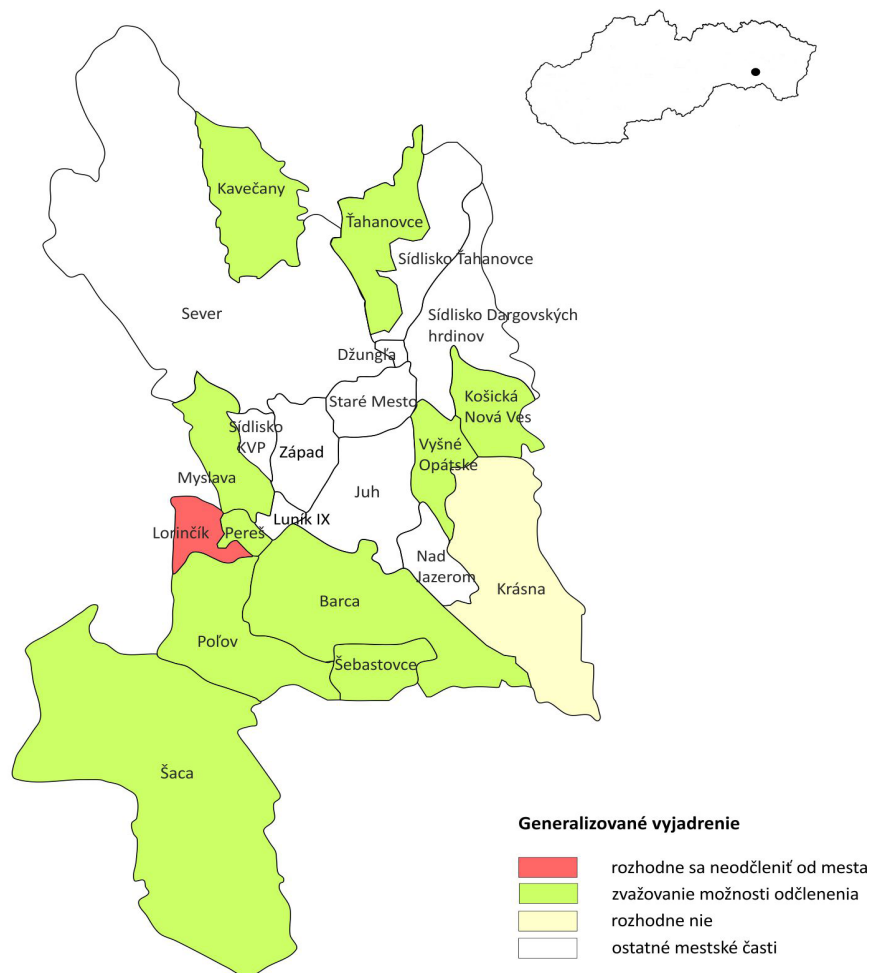 Kavečany
Ťahanovce
Sídlisko Ťahanovce
Sever
Sídlisko Dargovských
hrdinov
Džungľa
Staré Mesto
Košická
Nová Ves
Sídlisko
KVP
Západ
Vyšné
Opátske
Myslava
Juh
Luník IX
Lorinčík
Pereš
Nad
Jazerom
Krásna
Barca
Poľov
Šebastovce
Šaca
Generalizované vyjadrenie
rozhodne sa neodčleniť od mesta
zvažovanie možnosti odčlenenia
rozhodne nie
ostatné mestské časti